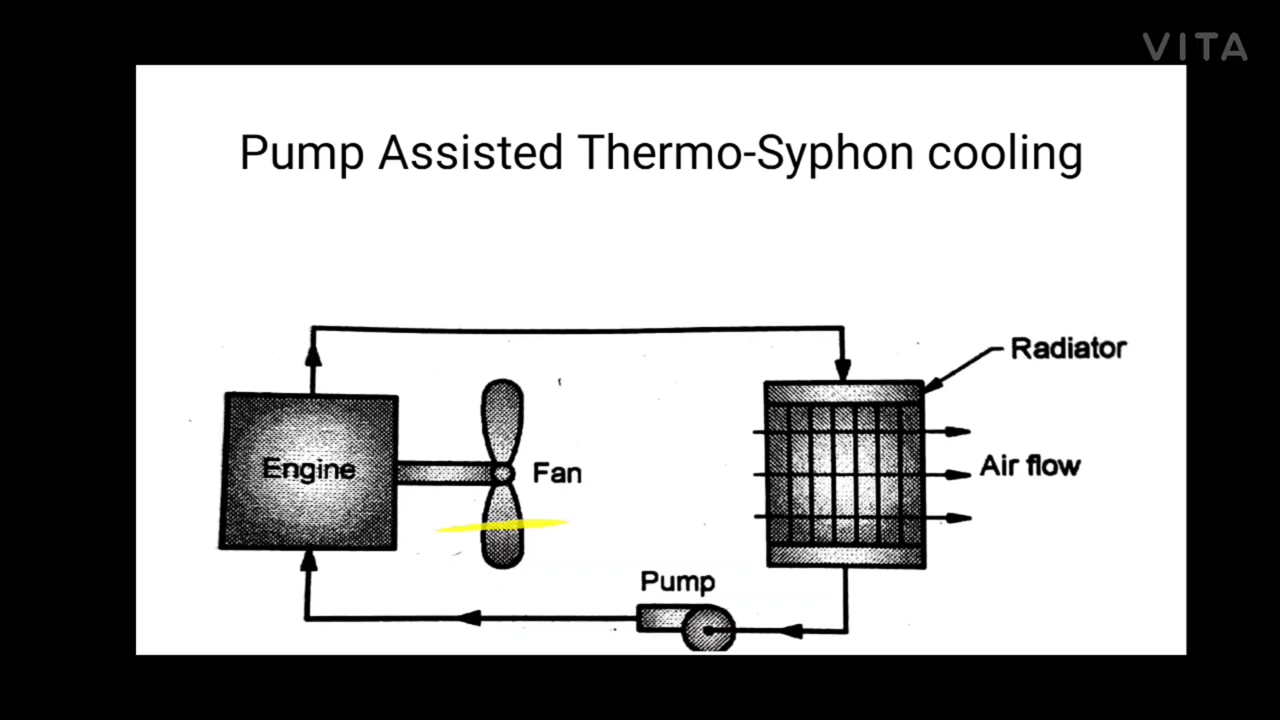 VITA
Pump Assisted Thermo-Syphon cooling
Radiator
Engine
Fan
Air flow
Pump